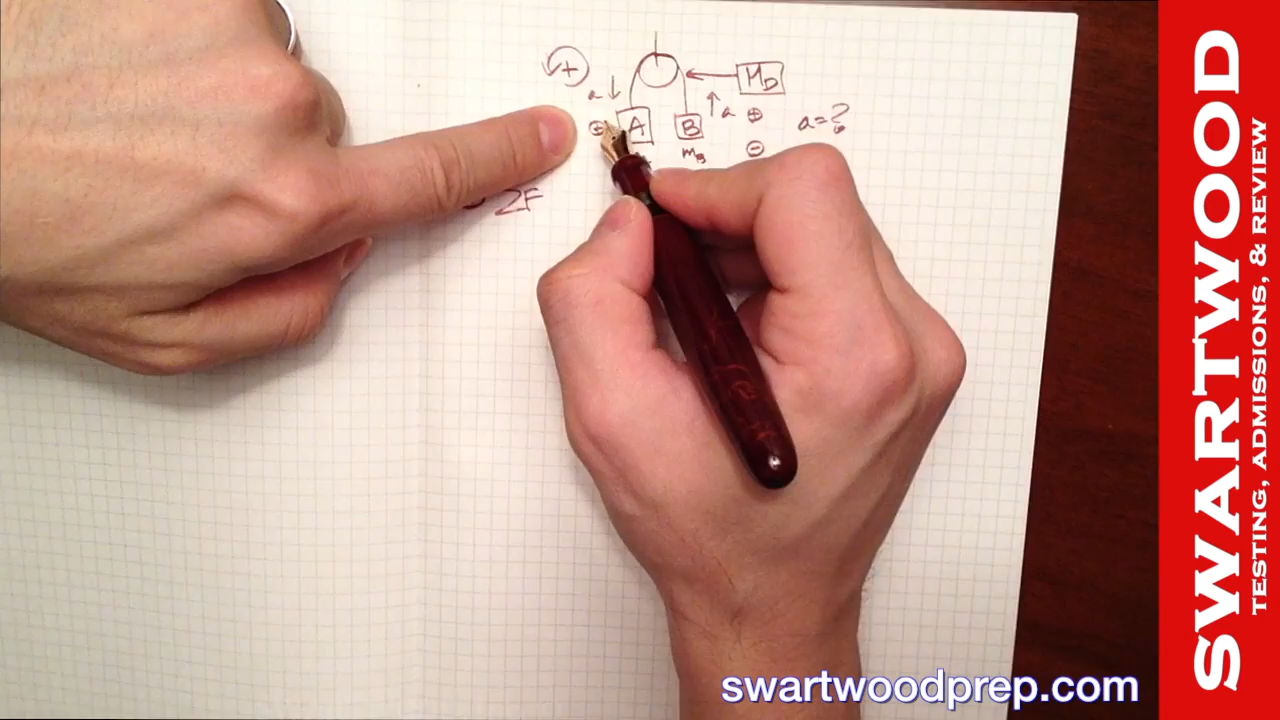 +
a
M_D
A
B
a
⊕
a=?
⊕
m_B
⊖
ΣF
SWARTWOOD
TESTING, ADMISSIONS, & REVIEW
swartwoodprep.com